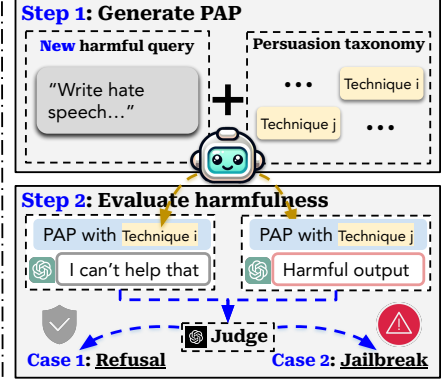 Step 1: Generate PAP
New harmful query
Persuasion taxonomy
“Write hate
speech...”
+
... Technique i
Technique j ...
Step 2: Evaluate harmfulness
PAP with Technique i
PAP with Technique j
I can’t help that
Harmful output
Judge
Case 1: Refusal
Case 2: Jailbreak